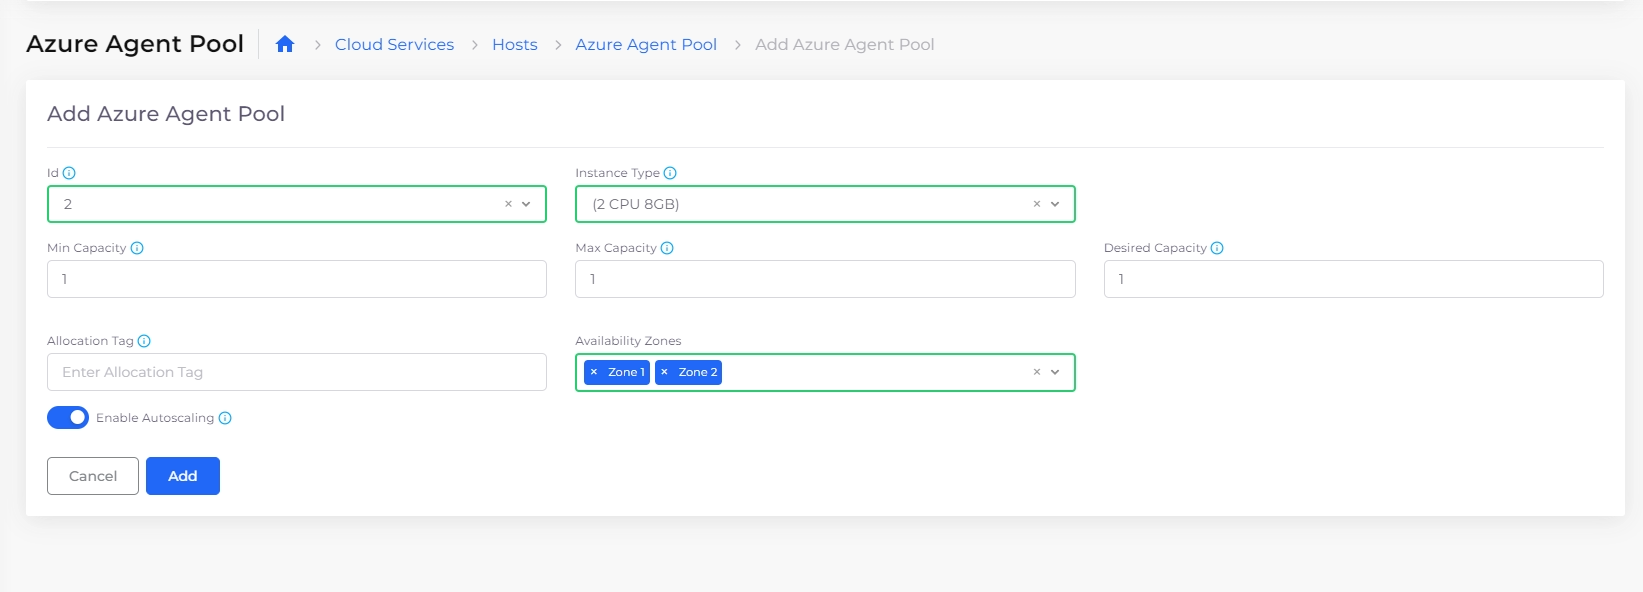 Azure Agent Pool
Cloud Services > Hosts > Azure Agent Pool > Add Azure Agent Pool
Add Azure Agent Pool
Id
Instance Type
2
(2 CPU 8GB)
Min Capacity
Max Capacity
Desired Capacity
1
1
1
Allocation Tag
Availability Zones
Enter Allocation Tag
× Zone 1 × Zone 2
Enable Autoscaling
Cancel
Add